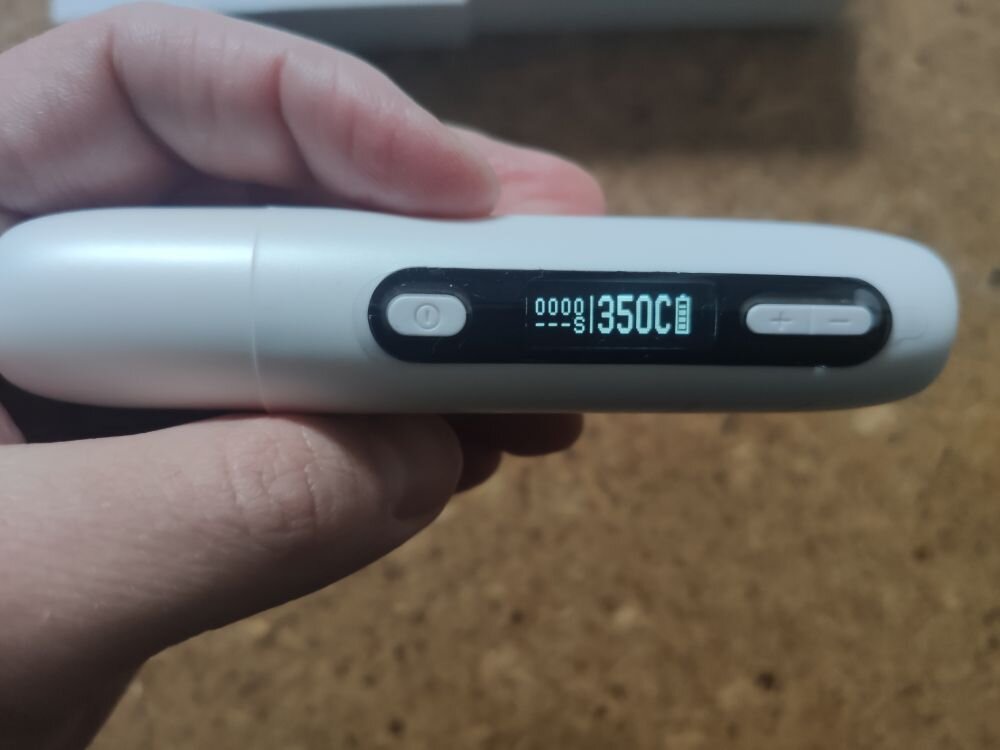 0000
---S
350C
+ -